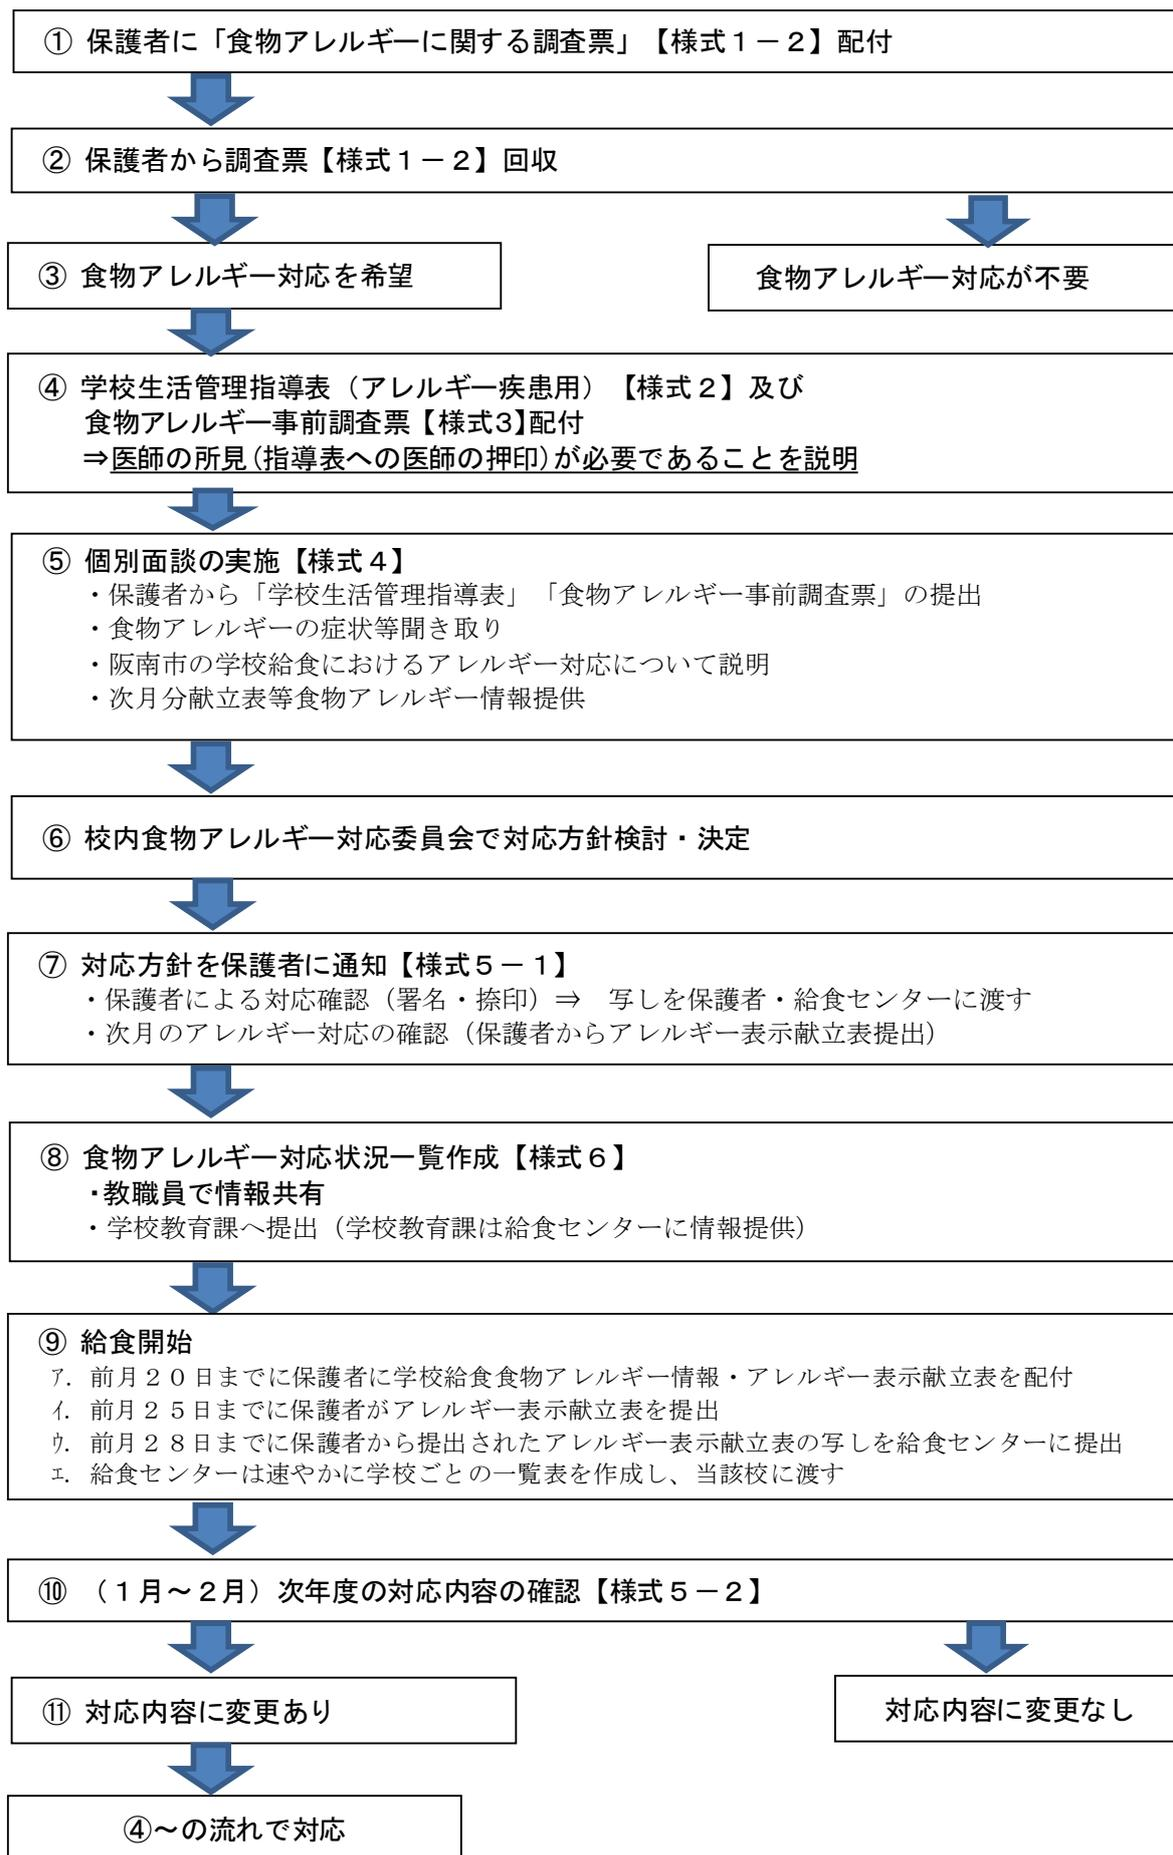 ① 保護者に「食物アレルギーに関する調査票」【様式１－２】配付
② 保護者から調査票【様式１－２】回収
③ 食物アレルギー対応を希望
食物アレルギー対応が不要
④ 学校生活管理指導表（アレルギー疾患用）【様式２】及び
食物アレルギー事前調査票【様式3】配付
⇒医師の所見(指導表への医師の押印)が必要であることを説明
⑤ 個別面談の実施【様式４】
・保護者から「学校生活管理指導表」「食物アレルギー事前調査票」の提出
・食物アレルギーの症状等聞き取り
・阪南市の学校給食におけるアレルギー対応について説明
・次月分献立表等食物アレルギー情報提供
⑥ 校内食物アレルギー対応委員会で対応方針検討・決定
⑦ 対応方針を保護者に通知【様式５－１】
・保護者による対応確認（署名・捺印）⇒　写しを保護者・給食センターに渡す
・次月のアレルギー対応の確認（保護者からアレルギー表示献立表提出）
⑧ 食物アレルギー対応状況一覧作成【様式６】
・教職員で情報共有
・学校教育課へ提出（学校教育課は給食センターに情報提供）
⑨ 給食開始
ｱ. 前月２０日までに保護者に学校給食食物アレルギー情報・アレルギー表示献立表を配付
ｲ. 前月２５日までに保護者がアレルギー表示献立表を提出
ｳ. 前月２８日までに保護者から提出されたアレルギー表示献立表の写しを給食センターに提出
ｴ. 給食センターは速やかに学校ごとの一覧表を作成し、当該校に渡す
⑩ （１月～２月）次年度の対応内容の確認【様式５－２】
⑪ 対応内容に変更あり
対応内容に変更なし
④～の流れで対応